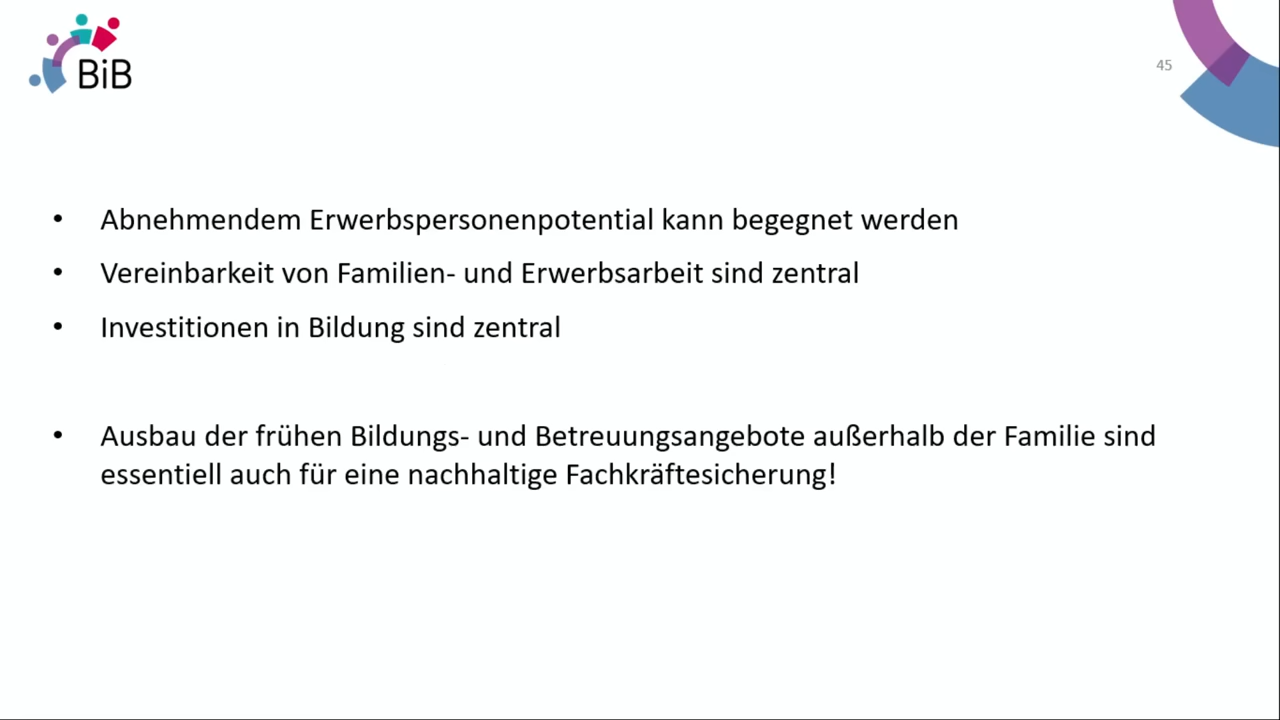 BiB
45
• Abnehmendem Erwerbspersonenpotential kann begegnet werden
• Vereinbarkeit von Familien- und Erwerbsarbeit sind zentral
• Investitionen in Bildung sind zentral
• Ausbau der frühen Bildungs- und Betreuungsangebote außerhalb der Familie sind
essentiell auch für eine nachhaltige Fachkräftesicherung!